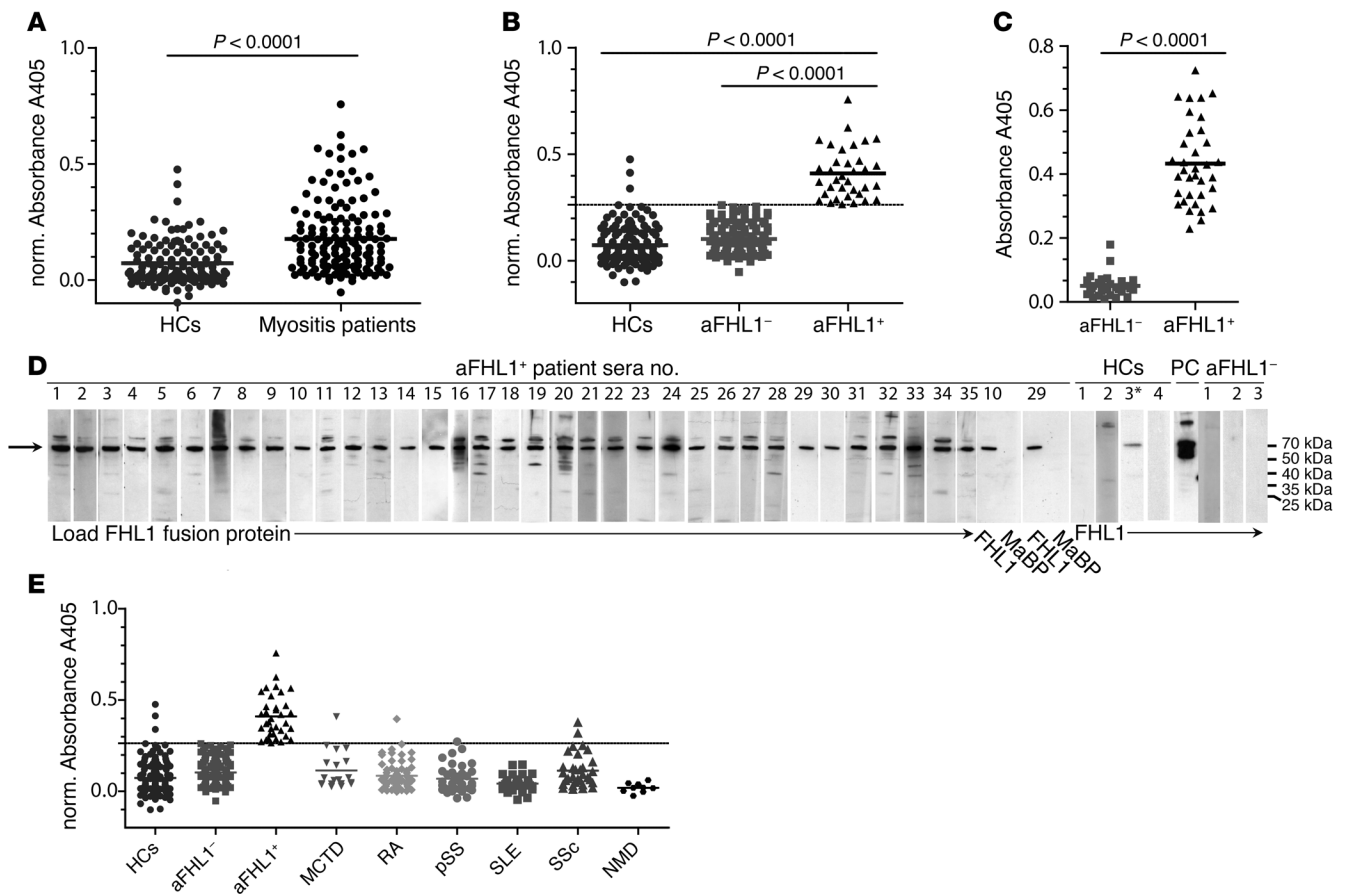 A
P < 0.0001
norm. Absorbance A405
1.0
0.5
0.0
HCs
Myositis patients
B
P < 0.0001
P < 0.0001
norm. Absorbance A405
1.0
0.5
0.0
HCs
aFHL1⁻
aFHL1⁺
C
P < 0.0001
Absorbance A405
0.8
0.6
0.4
0.2
0.0
aFHL1⁻
aFHL1⁺
D
aFHL1⁺ patient sera no.
HCs
PC
aFHL1⁻
1 2 3 4 5 6 7 8 9 10 11 12 13 14 15 16 17 18 19 20 21 22 23 24 25 26 27 28 29 30 31 32 33 34 35 10 29 1 2 3* 4 1 2 3
70 kDa
50 kDa
40 kDa
35 kDa
25 kDa
Load FHL1 fusion protein
FHL1
MaBP
FHL1
MaBP
FHL1
E
norm. Absorbance A405
1.0
0.5
0.0
HCs
aFHL1⁻
aFHL1⁺
MCTD
RA
pSS
SLE
SSc
NMD